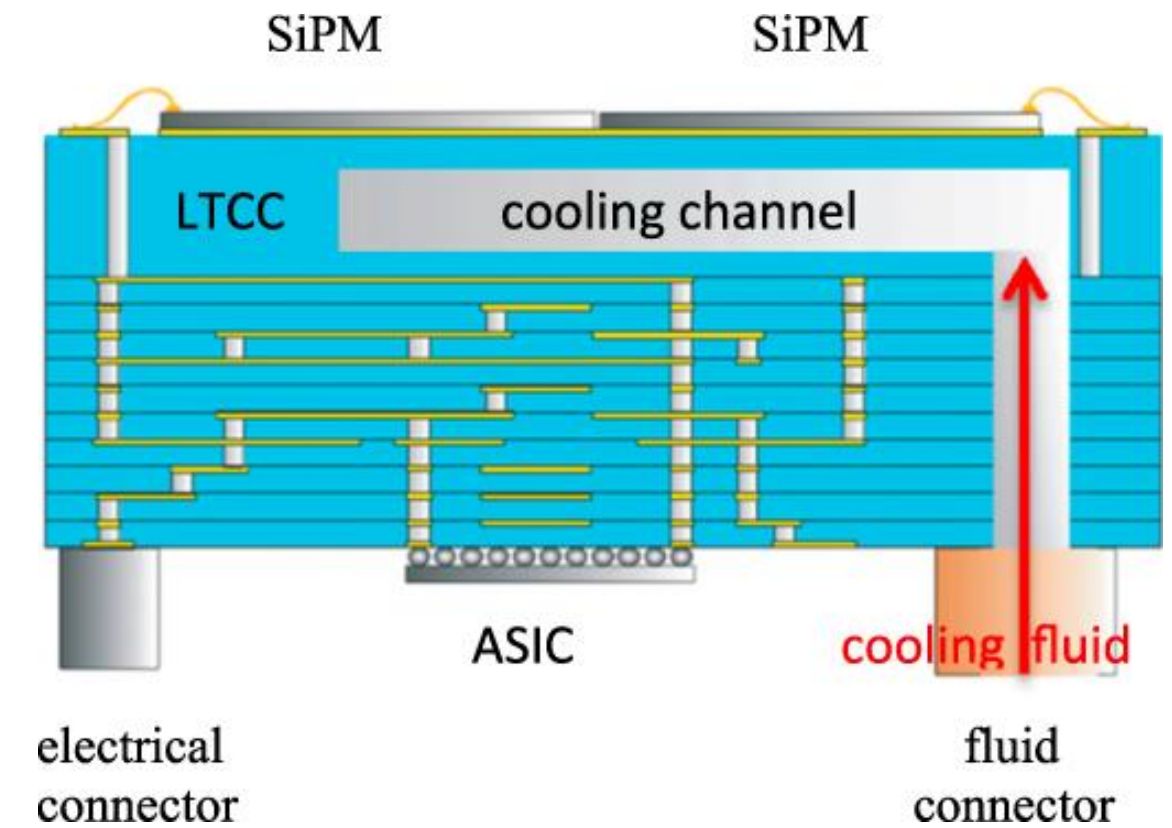 SiPM SiPM
LTCC cooling channel
ASIC cooling fluid
electrical
connector
fluid
connector